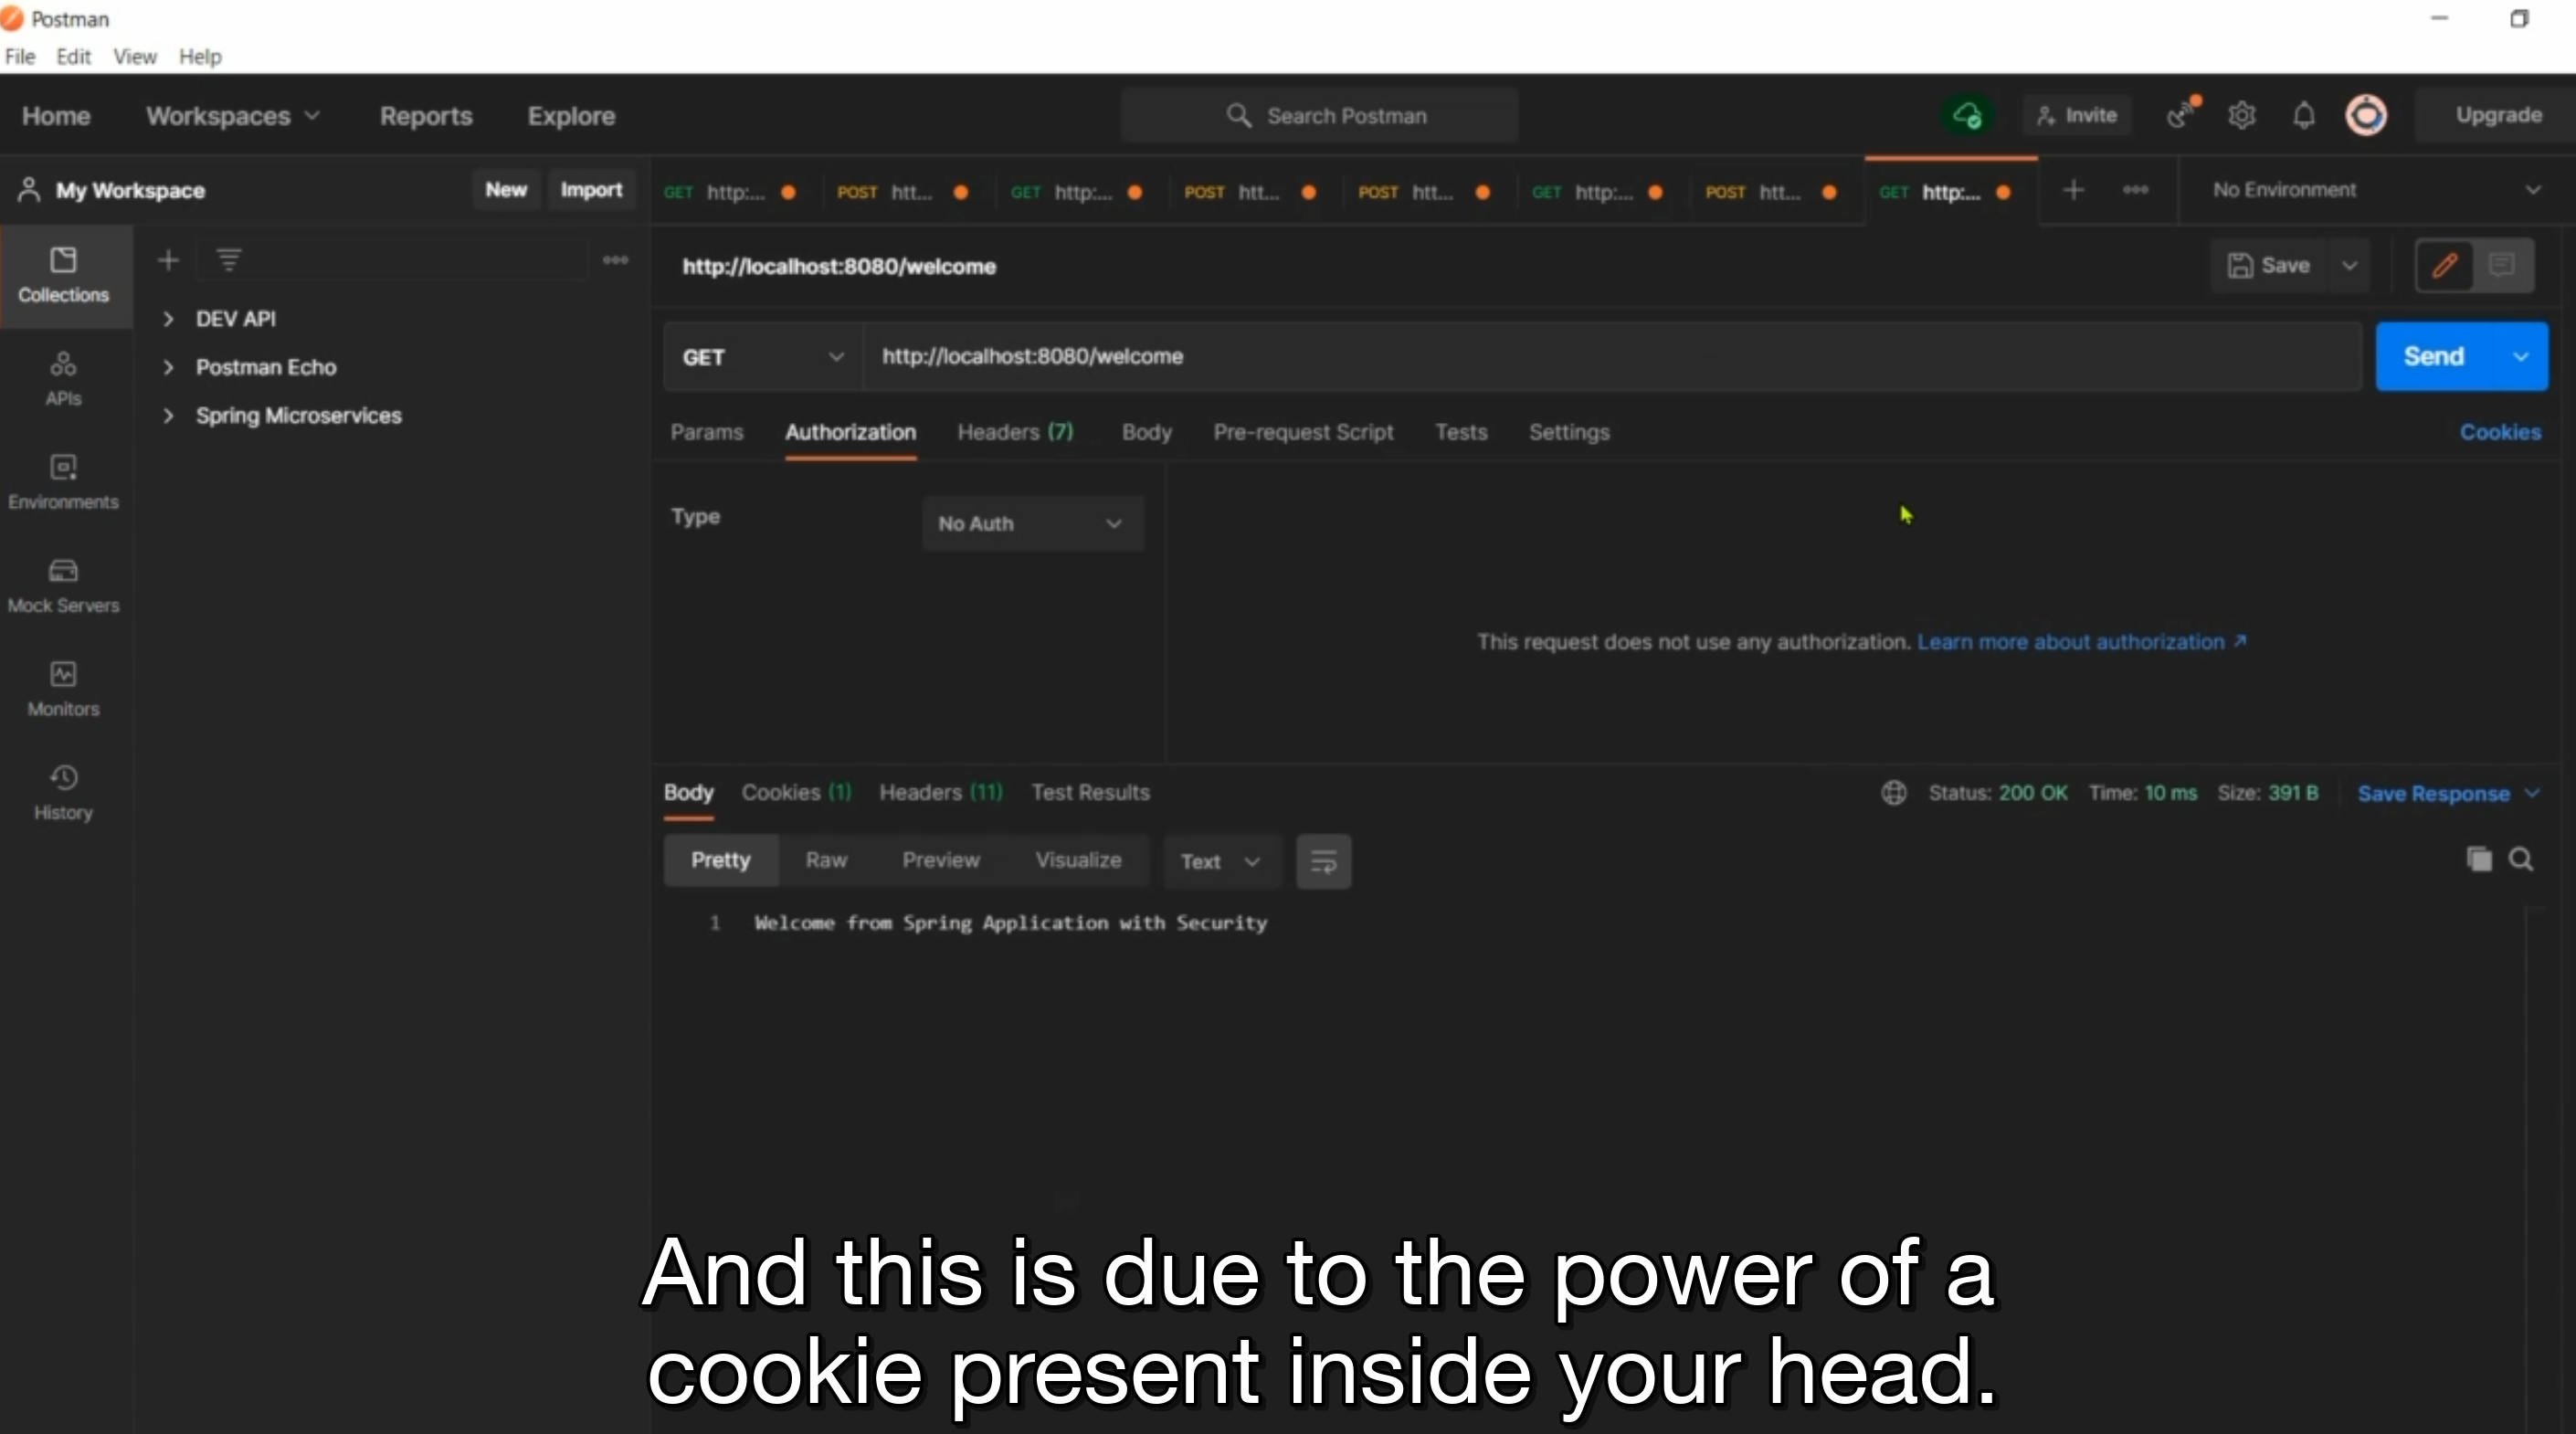 Postman
File Edit View Help
Home Workspaces Reports Explore Search Postman Invite Upgrade
My Workspace New Import GET http:... POST htt... GET http:... POST htt... POST htt... GET http:... POST htt... GET http:... No Environment
Collections
APIs
Environments
Mock Servers
Monitors
History
DEV API
Postman Echo
Spring Microservices
http://localhost:8080/welcome Save
GET http://localhost:8080/welcome Send
Params Authorization Headers (7) Body Pre-request Script Tests Settings Cookies
Type No Auth
This request does not use any authorization. Learn more about authorization ↗
Body Cookies (1) Headers (11) Test Results Status: 200 OK Time: 10 ms Size: 391 B Save Response
Pretty Raw Preview Visualize Text
1 Welcome from Spring Application with Security
And this is due to the power of a
cookie present inside your head.